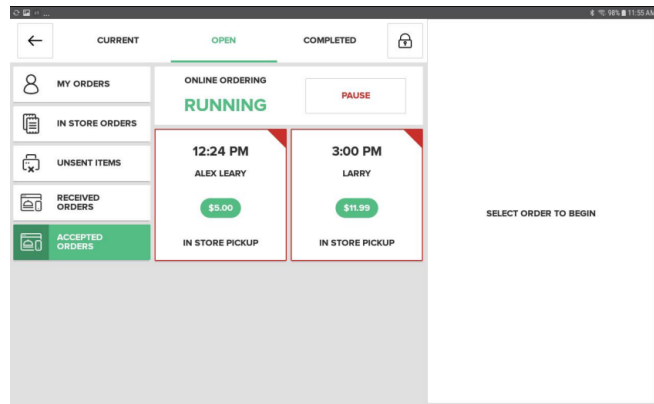 98% 11:55 AM
CURRENT
OPEN
COMPLETED
MY ORDERS
IN STORE ORDERS
UNSENT ITEMS
RECEIVED
ORDERS
ACCEPTED
ORDERS
ONLINE ORDERING
RUNNING
PAUSE
12:24 PM
ALEX LEARY
$5.00
IN STORE PICKUP
3:00 PM
LARRY
$11.99
IN STORE PICKUP
SELECT ORDER TO BEGIN